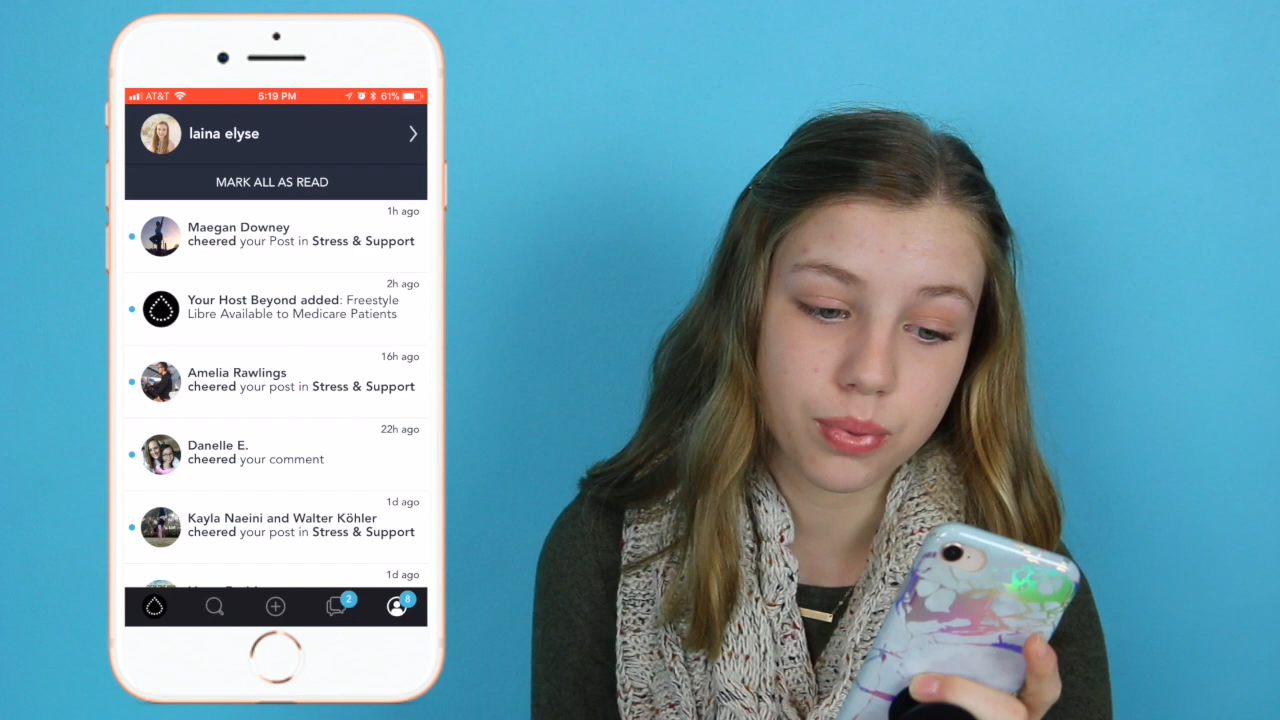 AT&T 5:19 PM 61%
laina elyse
MARK ALL AS READ
1h ago
Maegan Downey
cheered your Post in Stress & Support
2h ago
Your Host Beyond added: Freestyle
Libre Available to Medicare Patients
16h ago
Amelia Rawlings
cheered your post in Stress & Support
22h ago
Danelle E.
cheered your comment
1d ago
Kayla Naeini and Walter Köhler
cheered your post in Stress & Support
1d ago
2
8